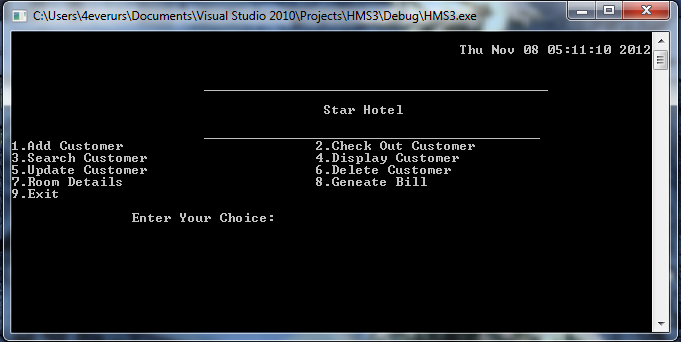 C:\Users\4everurs\Documents\Visual Studio 2010\Projects\HMS3\Debug\HMS3.exe
Thu Nov 08 05:11:10 2012
Star Hotel
1.Add Customer 2.Check Out Customer
3.Search Customer 4.Display Customer
5.Update Customer 6.Delete Customer
7.Room Details 8.Geneate Bill
9.Exit
Enter Your Choice: